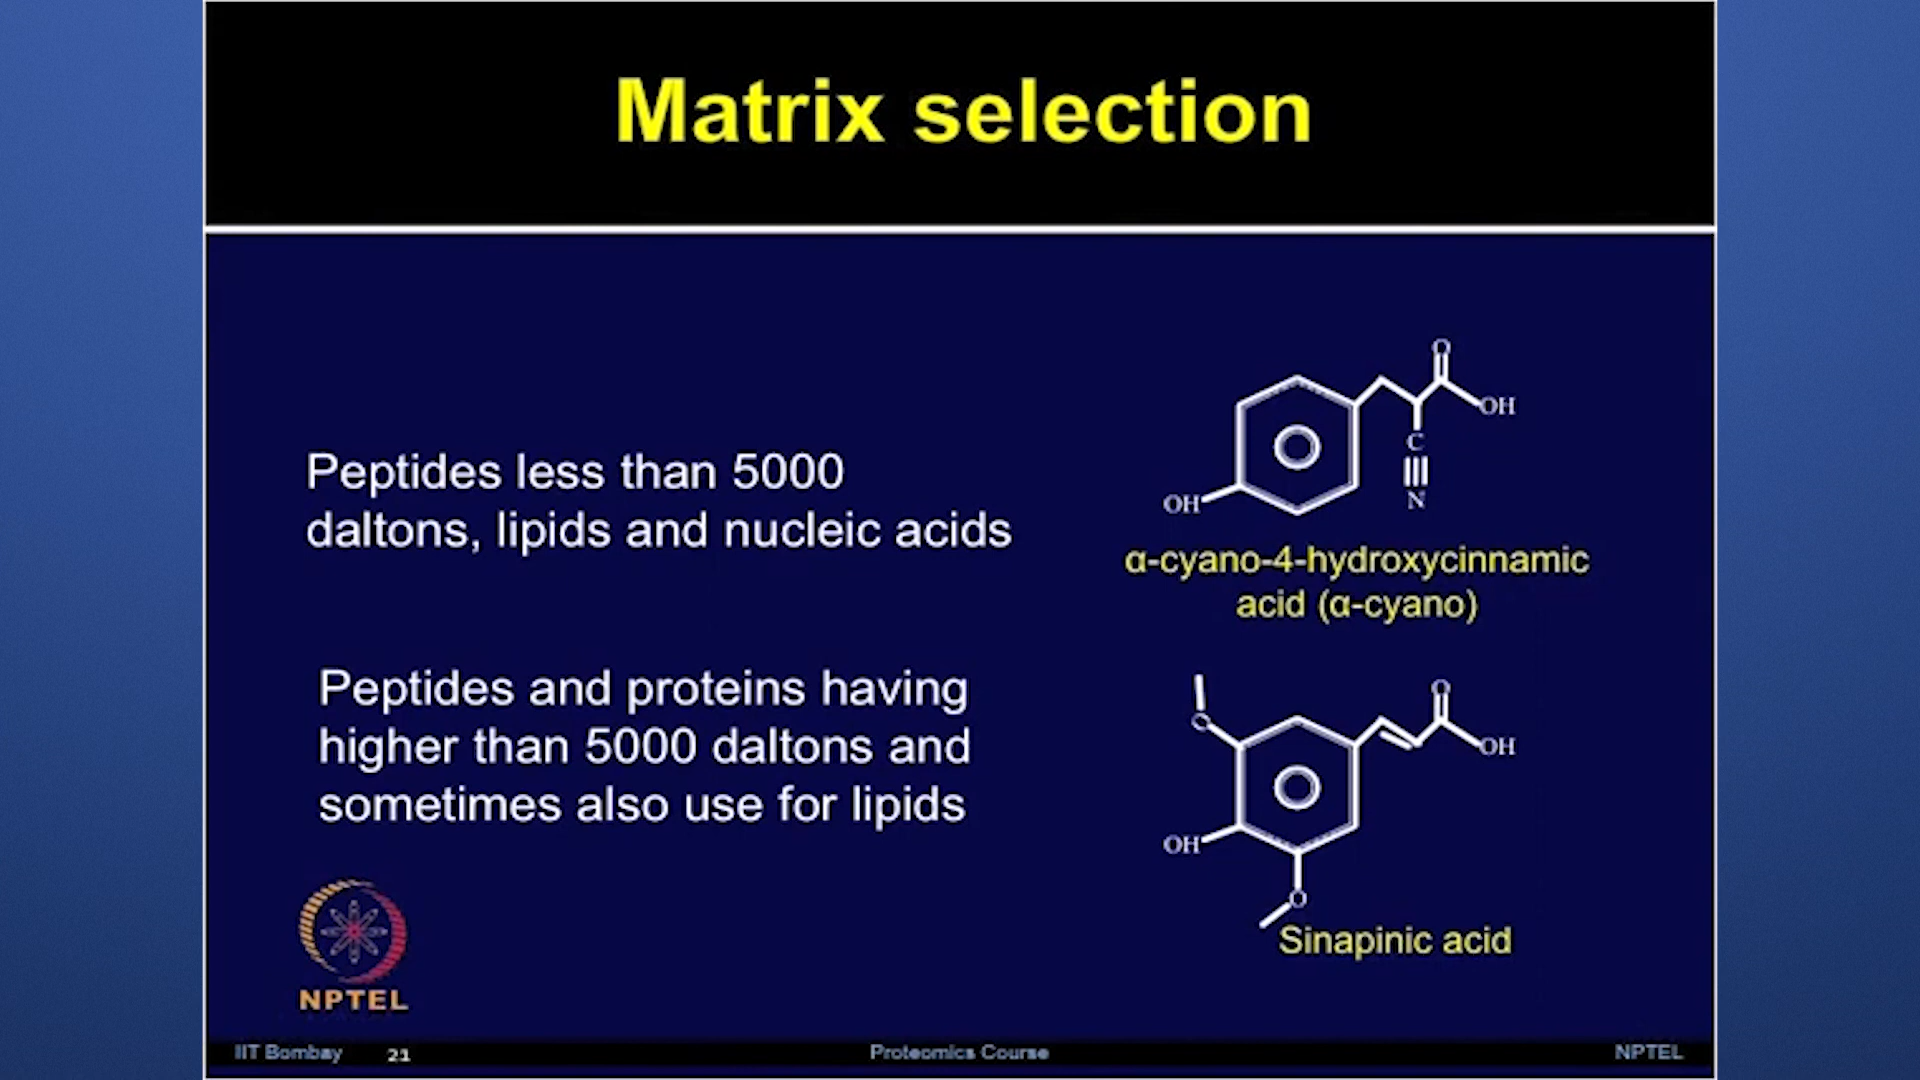 Matrix selection
Peptides less than 5000
daltons, lipids and nucleic acids
O
OH
C
N
OH
α-cyano-4-hydroxycinnamic
acid (α-cyano)
Peptides and proteins having
higher than 5000 daltons and
sometimes also use for lipids
O
O
OH
OH
O
Sinapinic acid
NPTEL
IIT Bombay 21 Proteomics Course NPTEL